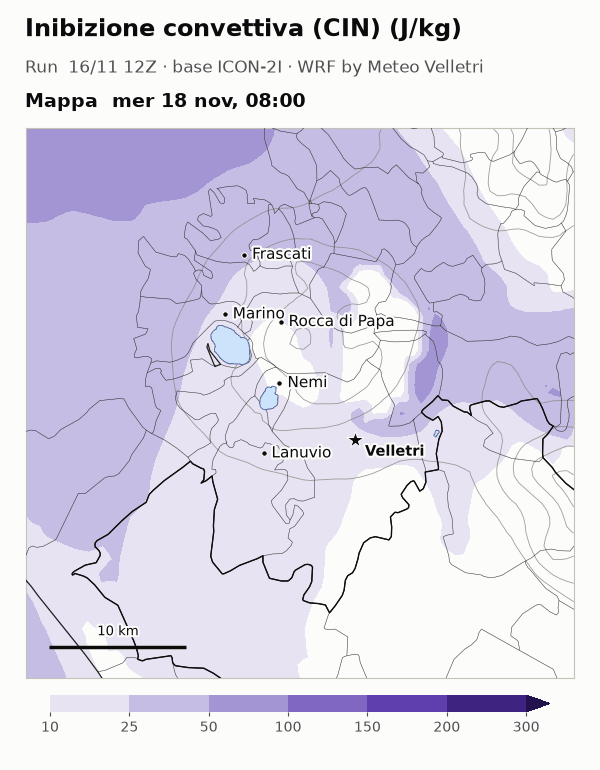 Inibizione convettiva (CIN) (J/kg)
Run  16/11 12Z · base ICON-2I · WRF by Meteo Velletri
Mappa  mer 18 nov, 08:00
Frascati
Marino
Rocca di Papa
Nemi
Velletri
Lanuvio
10 km
10 25 50 100 150 200 300